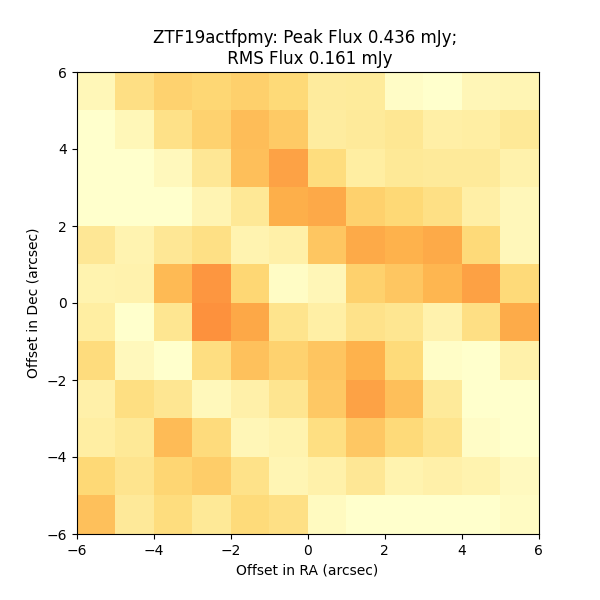 ZTF19actfpmy: Peak Flux 0.436 mJy;
RMS Flux 0.161 mJy
6
4
2
0
−2
−4
−6
Offset in Dec (arcsec)
−6 −4 −2 0 2 4 6
Offset in RA (arcsec)